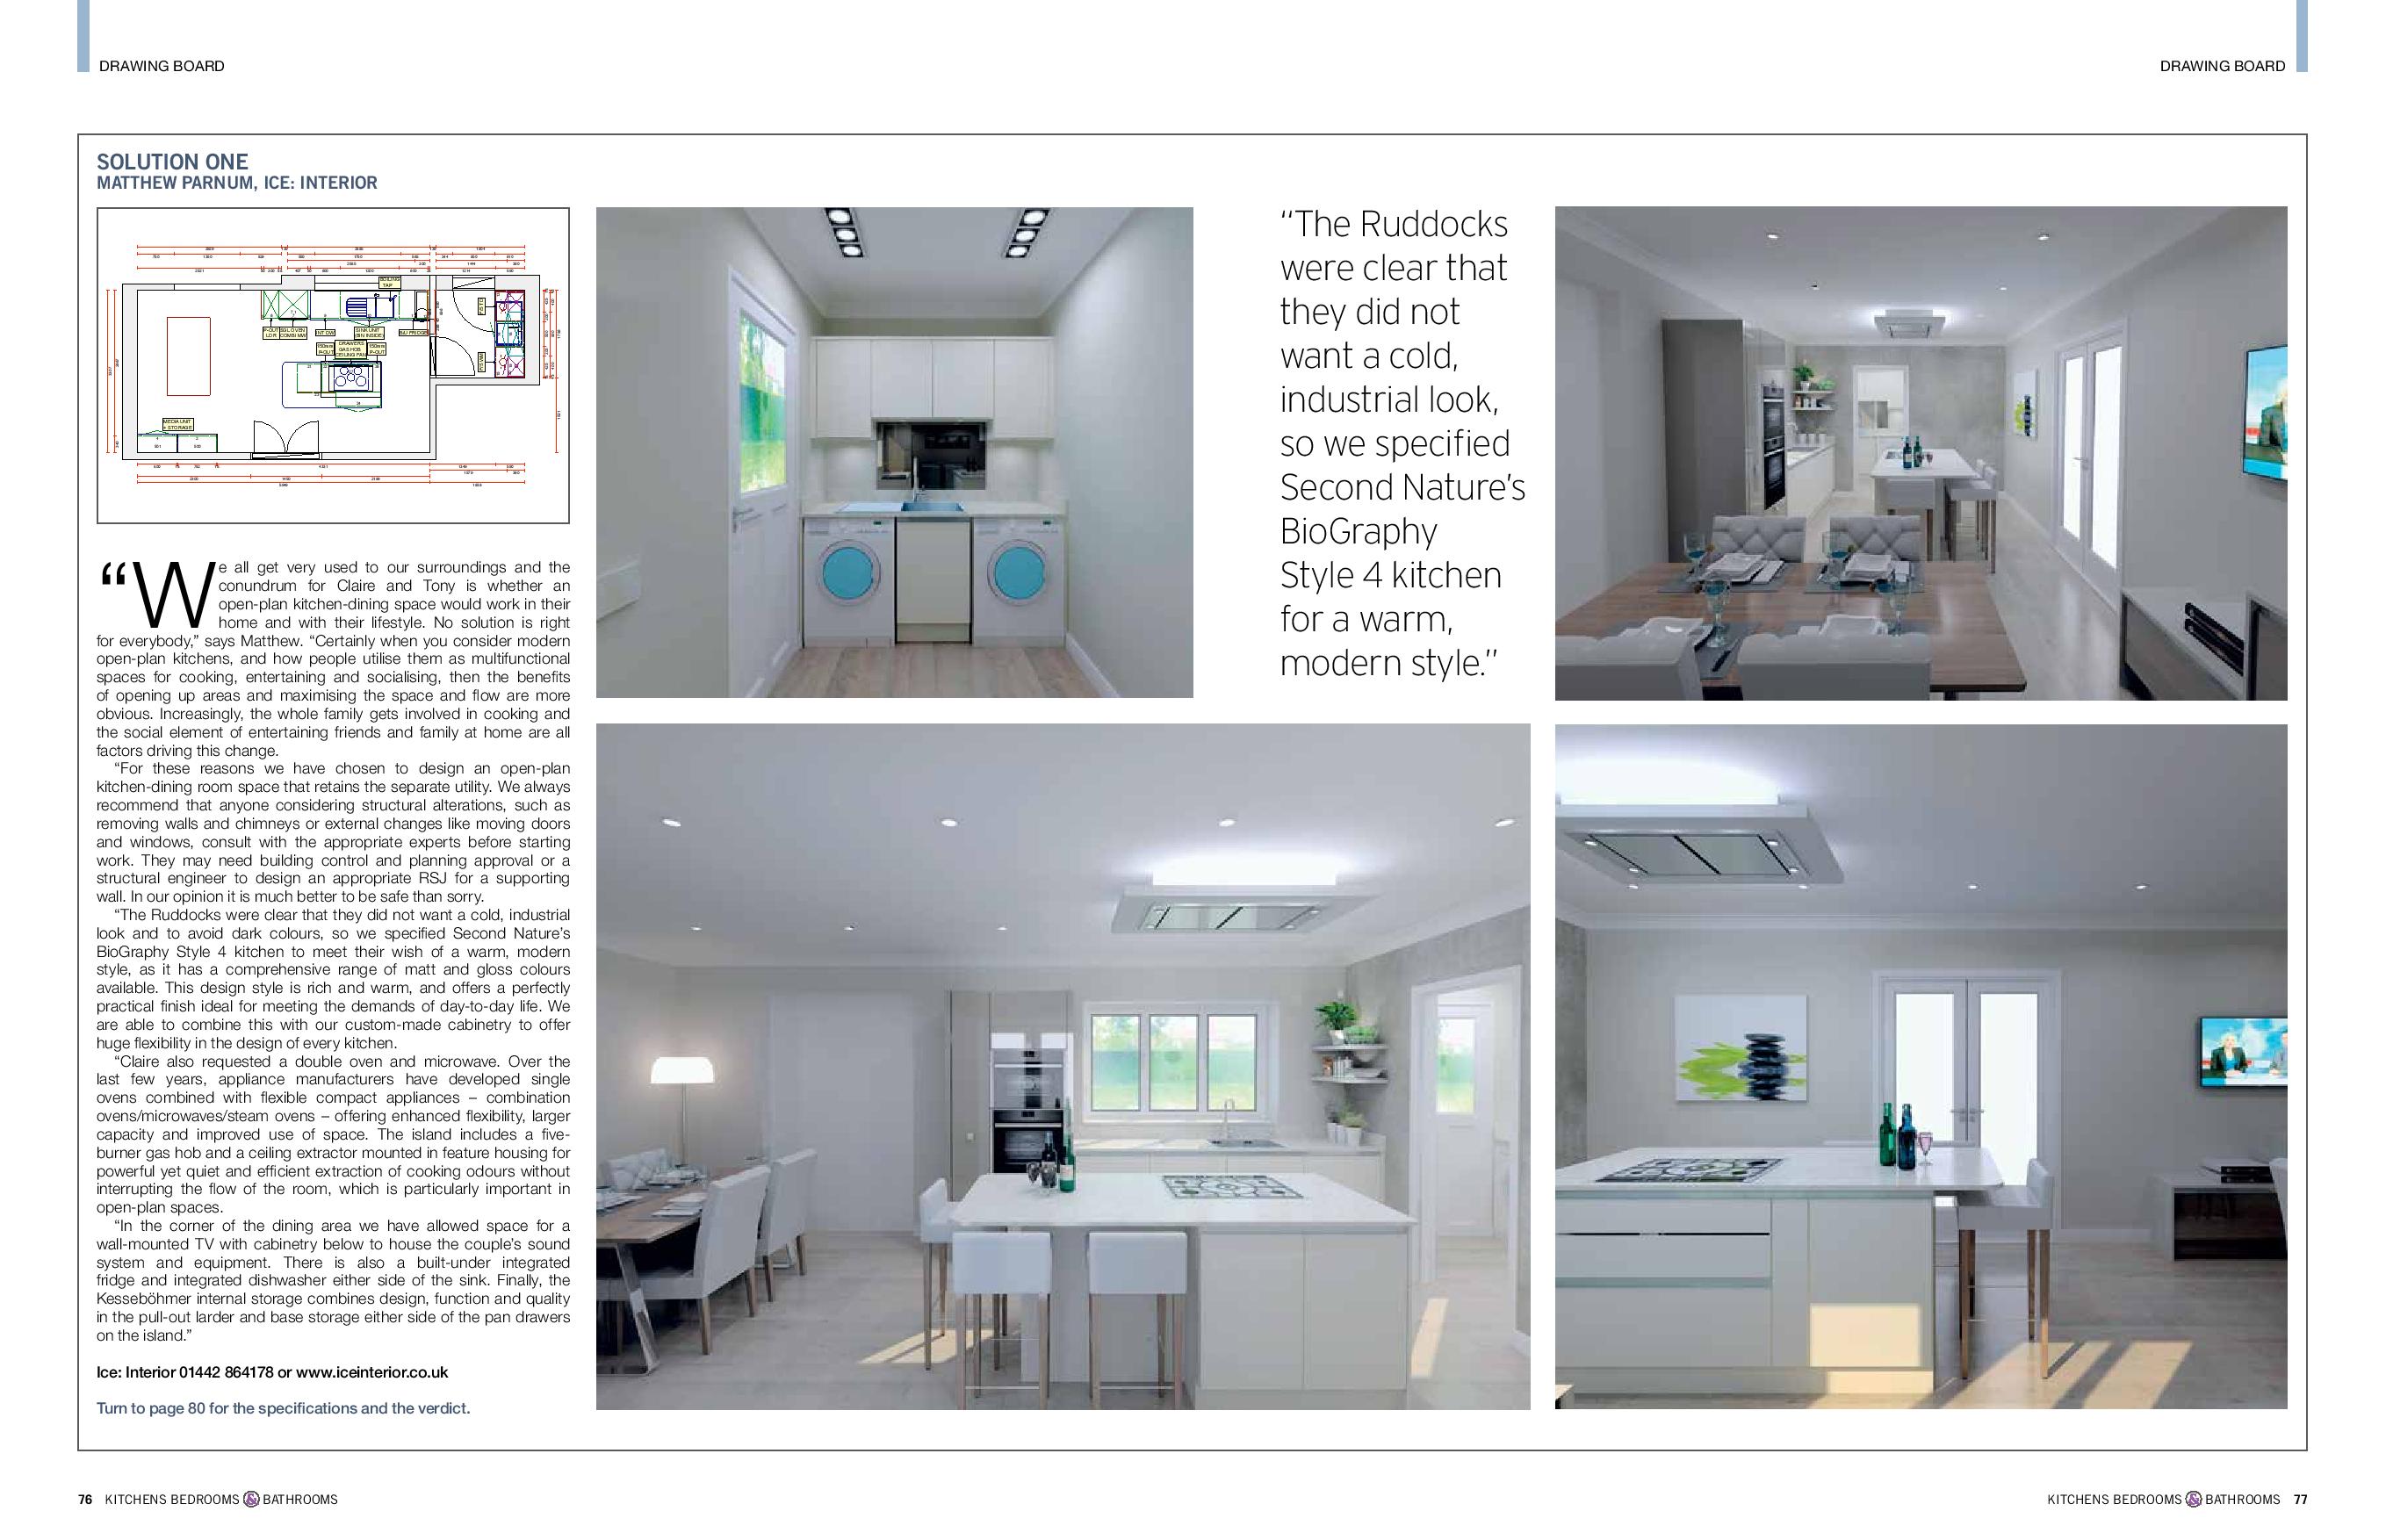 DRAWING BOARD
DRAWING BOARD
SOLUTION ONE
MATTHEW PARNUM, ICE: INTERIOR
BOILING
TAP
SINK UNIT
MEDIA UNIT
+ STORAGE
DRAWERS
GAS HOB
“We all get very used to our surroundings and the
conundrum for Claire and Tony is whether an
open-plan kitchen-dining space would work in their
home and with their lifestyle. No solution is right
for everybody,” says Matthew. “Certainly when you consider modern
open-plan kitchens, and how people utilise them as multifunctional
spaces for cooking, entertaining and socialising, then the benefits
of opening up areas and maximising the space and flow are more
obvious. Increasingly, the whole family gets involved in cooking and
the social element of entertaining friends and family at home are all
factors driving this change.
“For these reasons we have chosen to design an open-plan
kitchen-dining room space that retains the separate utility. We always
recommend that anyone considering structural alterations, such as
removing walls and chimneys or external changes like moving doors
and windows, consult with the appropriate experts before starting
work. They may need building control and planning approval or a
structural engineer to design an appropriate RSJ for a supporting
wall. In our opinion it is much better to be safe than sorry.
“The Ruddocks were clear that they did not want a cold, industrial
look and to avoid dark colours, so we specified Second Nature’s
BioGraphy Style 4 kitchen to meet their wish of a warm, modern
style, as it has a comprehensive range of matt and gloss colours
available. This design style is rich and warm, and offers a perfectly
practical finish ideal for meeting the demands of day-to-day life. We
are able to combine this with our custom-made cabinetry to offer
huge flexibility in the design of every kitchen.
“Claire also requested a double oven and microwave. Over the
last few years, appliance manufacturers have developed single
ovens combined with flexible compact appliances – combination
ovens/microwaves/steam ovens – offering enhanced flexibility, larger
capacity and improved use of space. The island includes a five-
burner gas hob and a ceiling extractor mounted in feature housing for
powerful yet quiet and efficient extraction of cooking odours without
interrupting the flow of the room, which is particularly important in
open-plan spaces.
“In the corner of the dining area we have allowed space for a
wall-mounted TV with cabinetry below to house the couple’s sound
system and equipment. There is also a built-under integrated
fridge and integrated dishwasher either side of the sink. Finally, the
Kesseböhmer internal storage combines design, function and quality
in the pull-out larder and base storage either side of the pan drawers
on the island.”
Ice: Interior 01442 864178 or www.iceinterior.co.uk
Turn to page 80 for the specifications and the verdict.
“The Ruddocks
were clear that
they did not
want a cold,
industrial look,
so we specified
Second Nature’s
BioGraphy
Style 4 kitchen
for a warm,
modern style.”
76 KITCHENS BEDROOMS & BATHROOMS
KITCHENS BEDROOMS & BATHROOMS 77